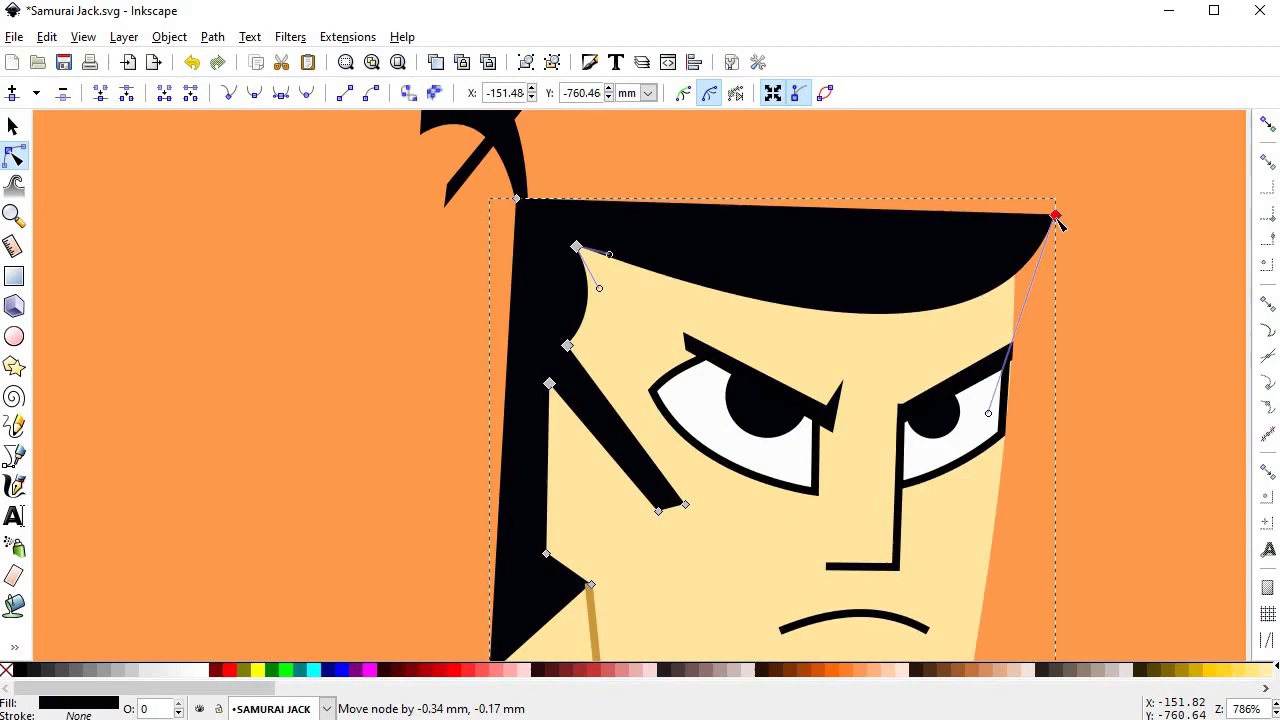 *Samurai Jack.svg - Inkscape
File Edit View Layer Object Path Text Filters Extensions Help
X: -151.48 Y: -760.46 mm
Fill: O: 0 •SAMURAI JACK Move node by -0.34 mm, -0.17 mm X: -151.82 Z: 786%
Stroke: None Y: -760.64